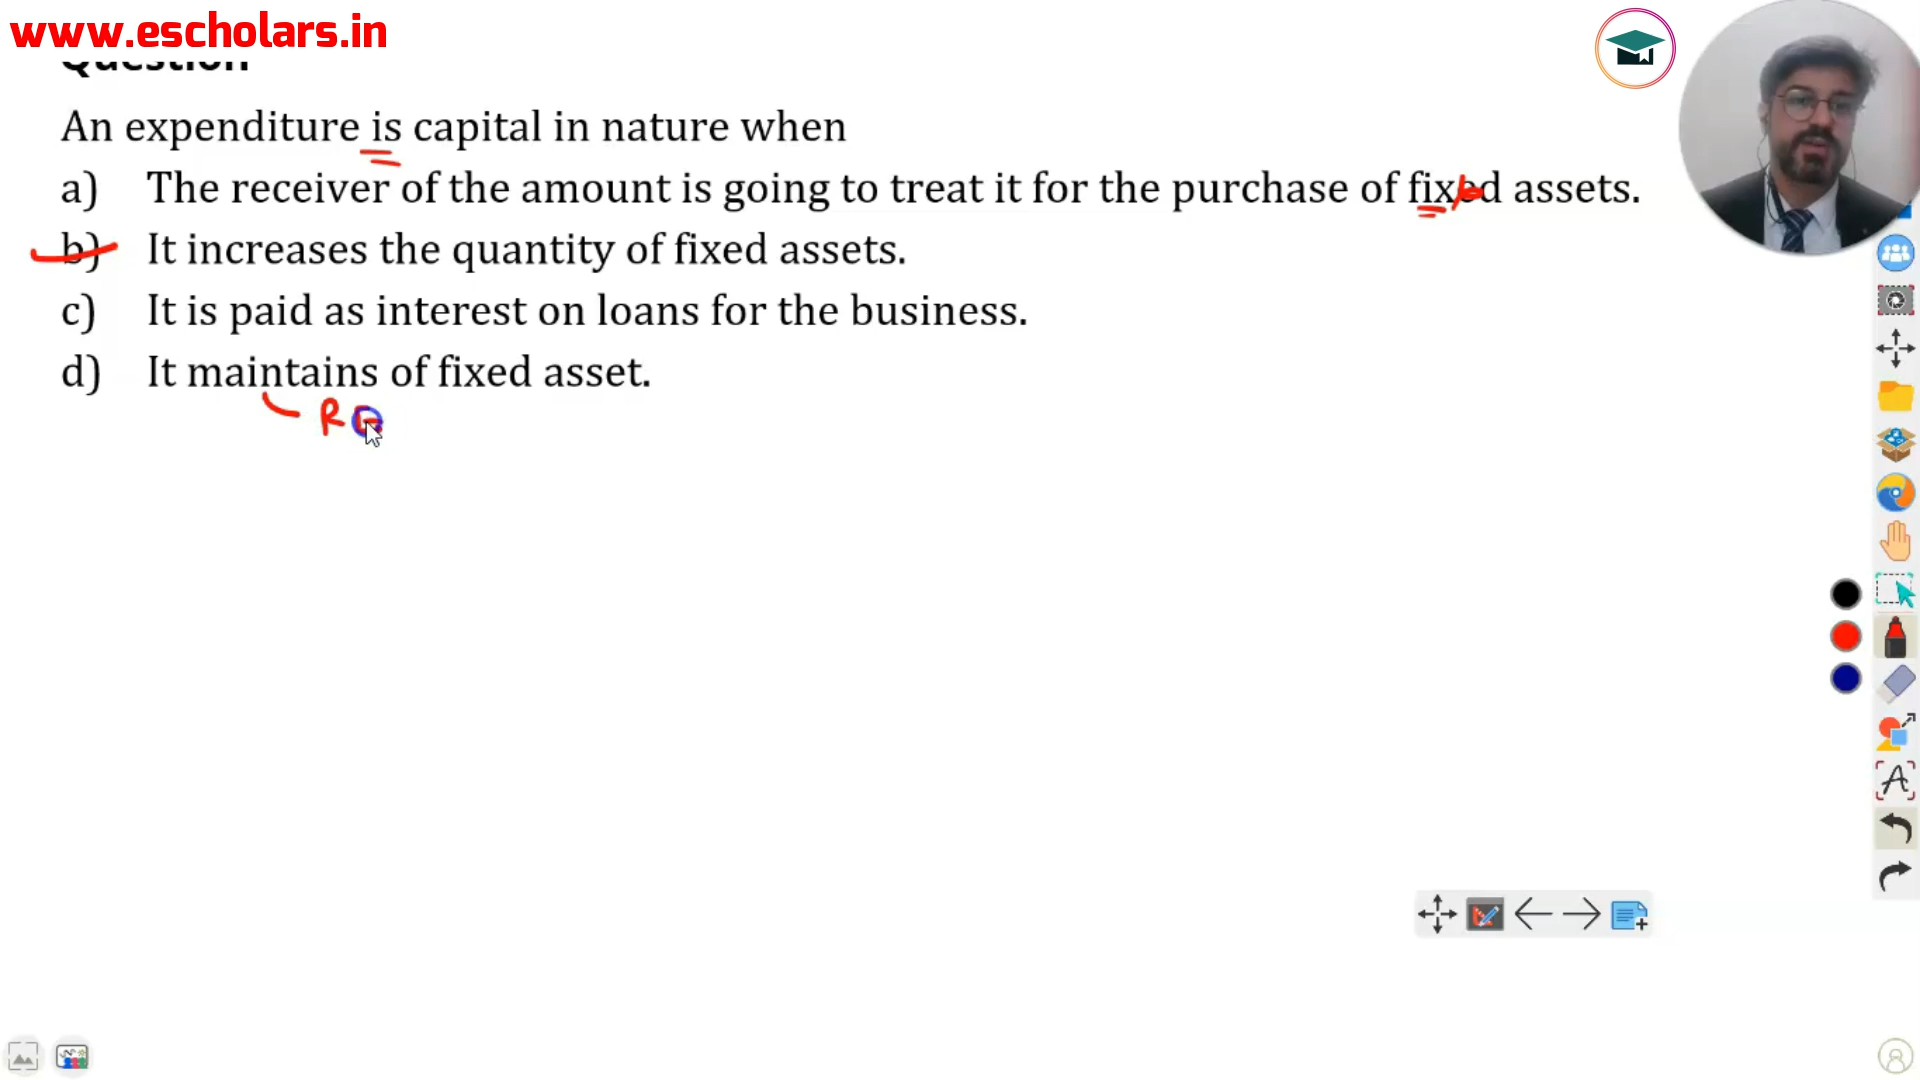 www.escholars.in
Question
An expenditure is capital in nature when
a) The receiver of the amount is going to treat it for the purchase of fixed assets.
b) It increases the quantity of fixed assets.
c) It is paid as interest on loans for the business.
d) It maintains of fixed asset.
R E